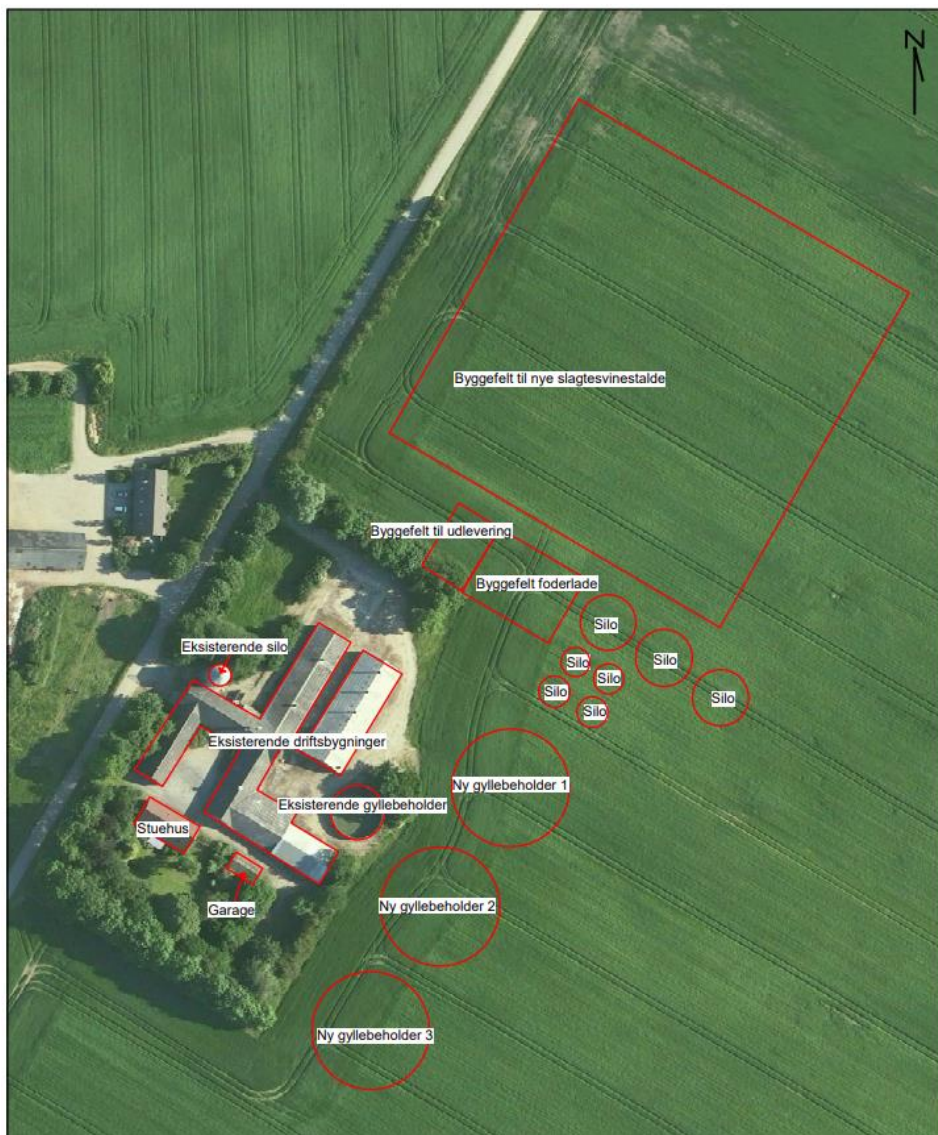 N
Byggefelt til nye slagtesvinestalde
Byggefelt til udlevering
Byggefelt foderlade
Silo
Silo
Silo
Silo
Silo
Silo
Silo
Eksisterende silo
Eksisterende driftsbygninger
Ny gyllebeholder 1
Eksisterende gyllebeholder
Stuehus
Garage
Ny gyllebeholder 2
Ny gyllebeholder 3